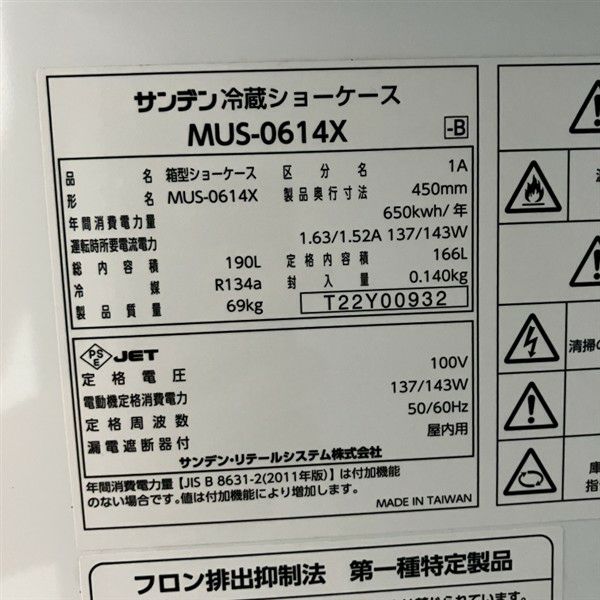 サンデン冷蔵ショーケース
MUS-0614X -B
品名 箱型ショーケース 区分名 1A
形名 MUS-0614X 製品奥行寸法 450mm
年間消費電力量 650kwh/年
運転時所要電流電力 1.63/1.52A 137/143W
総内容積 190L 定格内容積 166L
冷媒 R134a 封入量 0.140kg
製品質量 69kg T22Y00932
PSE JET
定格電圧 100V
電動機定格消費電力 137/143W
定格周波数 50/60Hz
漏電遮断器付 屋内用
サンデン・リテールシステム株式会社
年間消費電力量【JIS B 8631-2(2011年版)】は付加機能
のない場合です。値は付加機能により増加します。
MADE IN TAIWAN
フロン排出抑制法 第一種特定製品
清掃の
庫
指